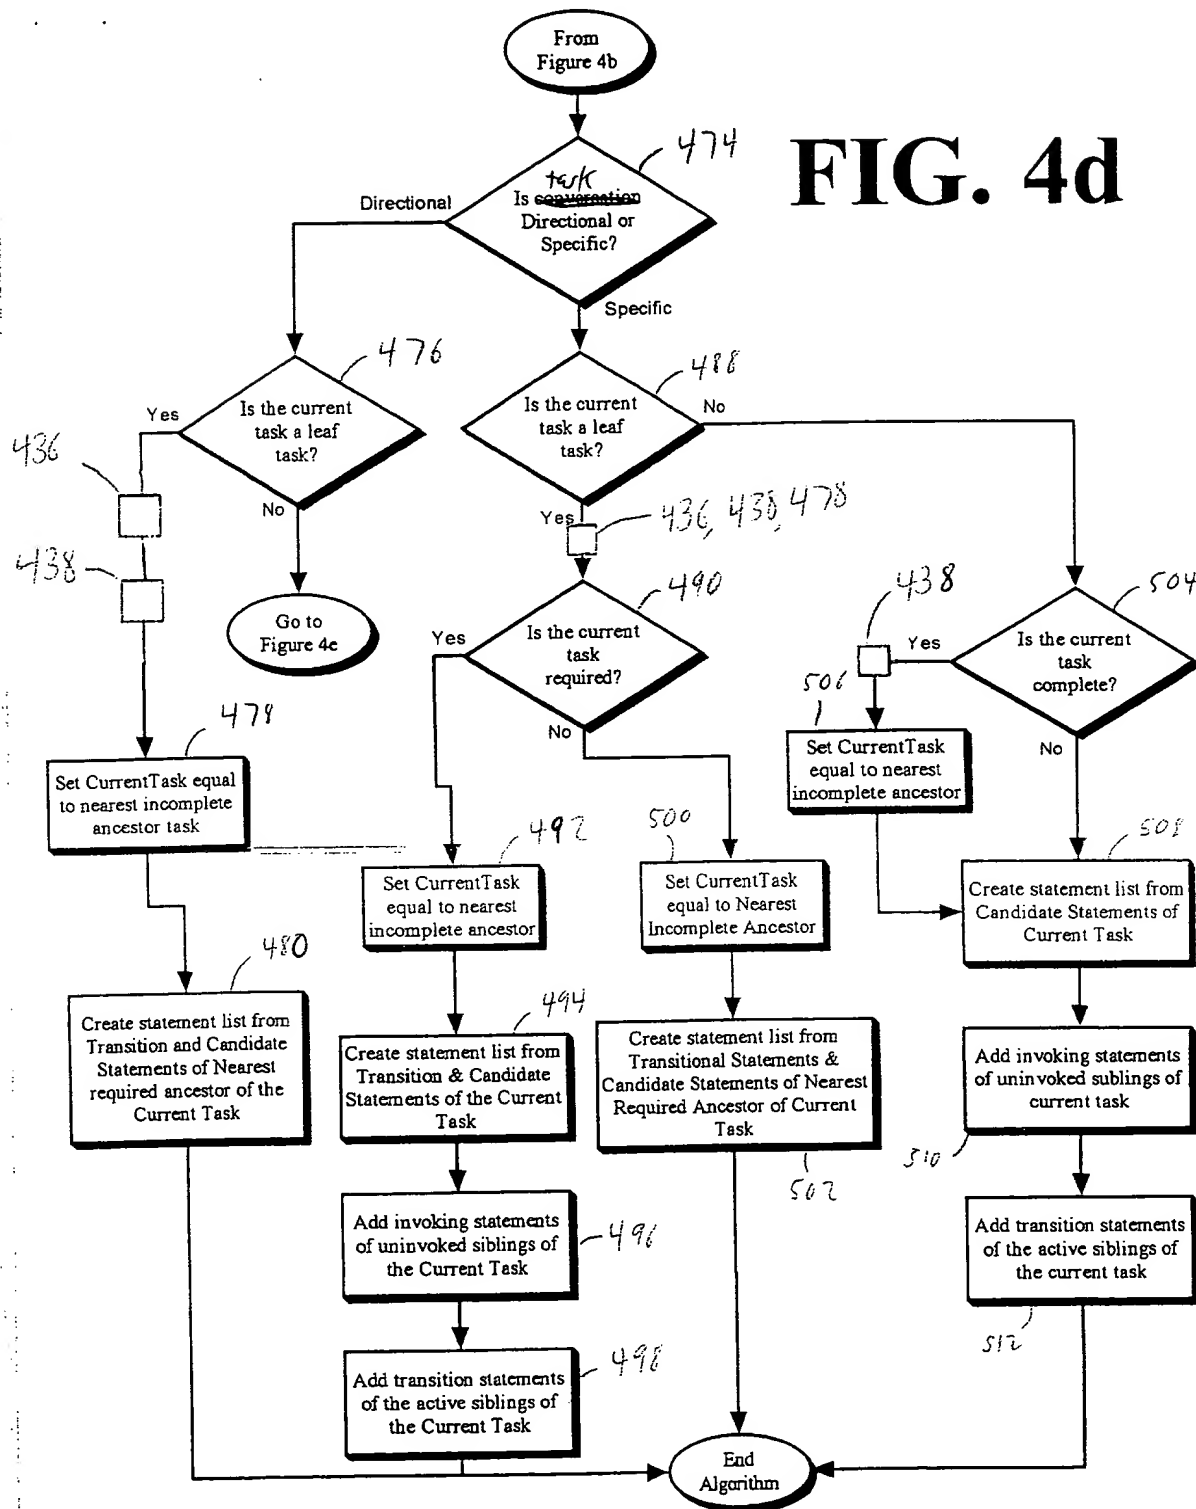 From
Figure 4b
FIG. 4d
474
task
Is conversation
Directional or
Specific?
Directional
Specific
476
Is the current
task a leaf
task?
Yes
No
488
Is the current
task a leaf
task?
No
Yes
436
438
436, 438, 478
Go to
Figure 4e
490
Is the current
task
required?
Yes
No
438
504
Is the current
task
complete?
Yes
No
478
Set CurrentTask equal
to nearest incomplete
ancestor task
506
Set CurrentTask
equal to nearest
incomplete ancestor
492
Set CurrentTask
equal to nearest
incomplete ancestor
500
Set CurrentTask
equal to Nearest
Incomplete Ancestor
508
Create statement list from
Candidate Statements of
Current Task
480
Create statement list from
Transition and Candidate
Statements of Nearest
required ancestor of the
Current Task
494
Create statement list from
Transition & Candidate
Statements of the Current
Task
Create statement list from
Transitional Statements &
Candidate Statements of Nearest
Required Ancestor of Current
Task
502
Add invoking statements
of uninvoked sublings of
current task
510
Add invoking statements
of uninvoked siblings of
the Current Task
496
Add transition statements
of the active siblings of
the current task
512
Add transition statements
of the active siblings of
the Current Task
498
End
Algorithm